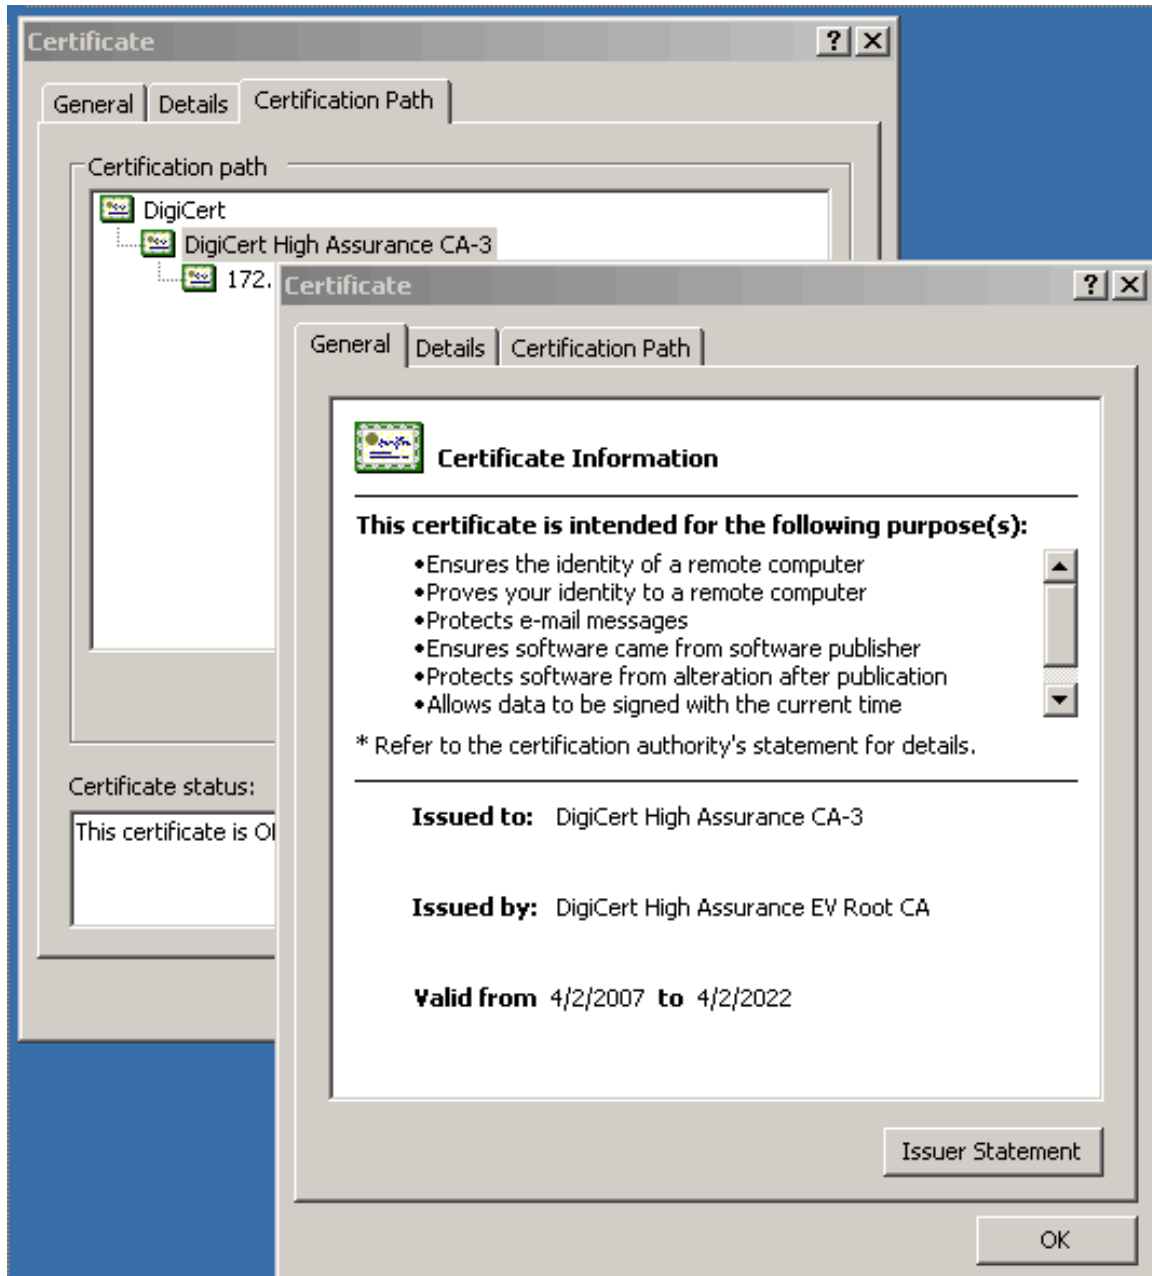 Certificate
General Details Certification Path
Certification path
DigiCert
DigiCert High Assurance CA-3
172.
Certificate status:
This certificate is
Certificate
General Details Certification Path
Certificate Information
This certificate is intended for the following purpose(s):
•Ensures the identity of a remote computer
•Proves your identity to a remote computer
•Protects e-mail messages
•Ensures software came from software publisher
•Protects software from alteration after publication
•Allows data to be signed with the current time
* Refer to the certification authority's statement for details.
Issued to: DigiCert High Assurance CA-3
Issued by: DigiCert High Assurance EV Root CA
Valid from 4/2/2007 to 4/2/2022
Issuer Statement
OK